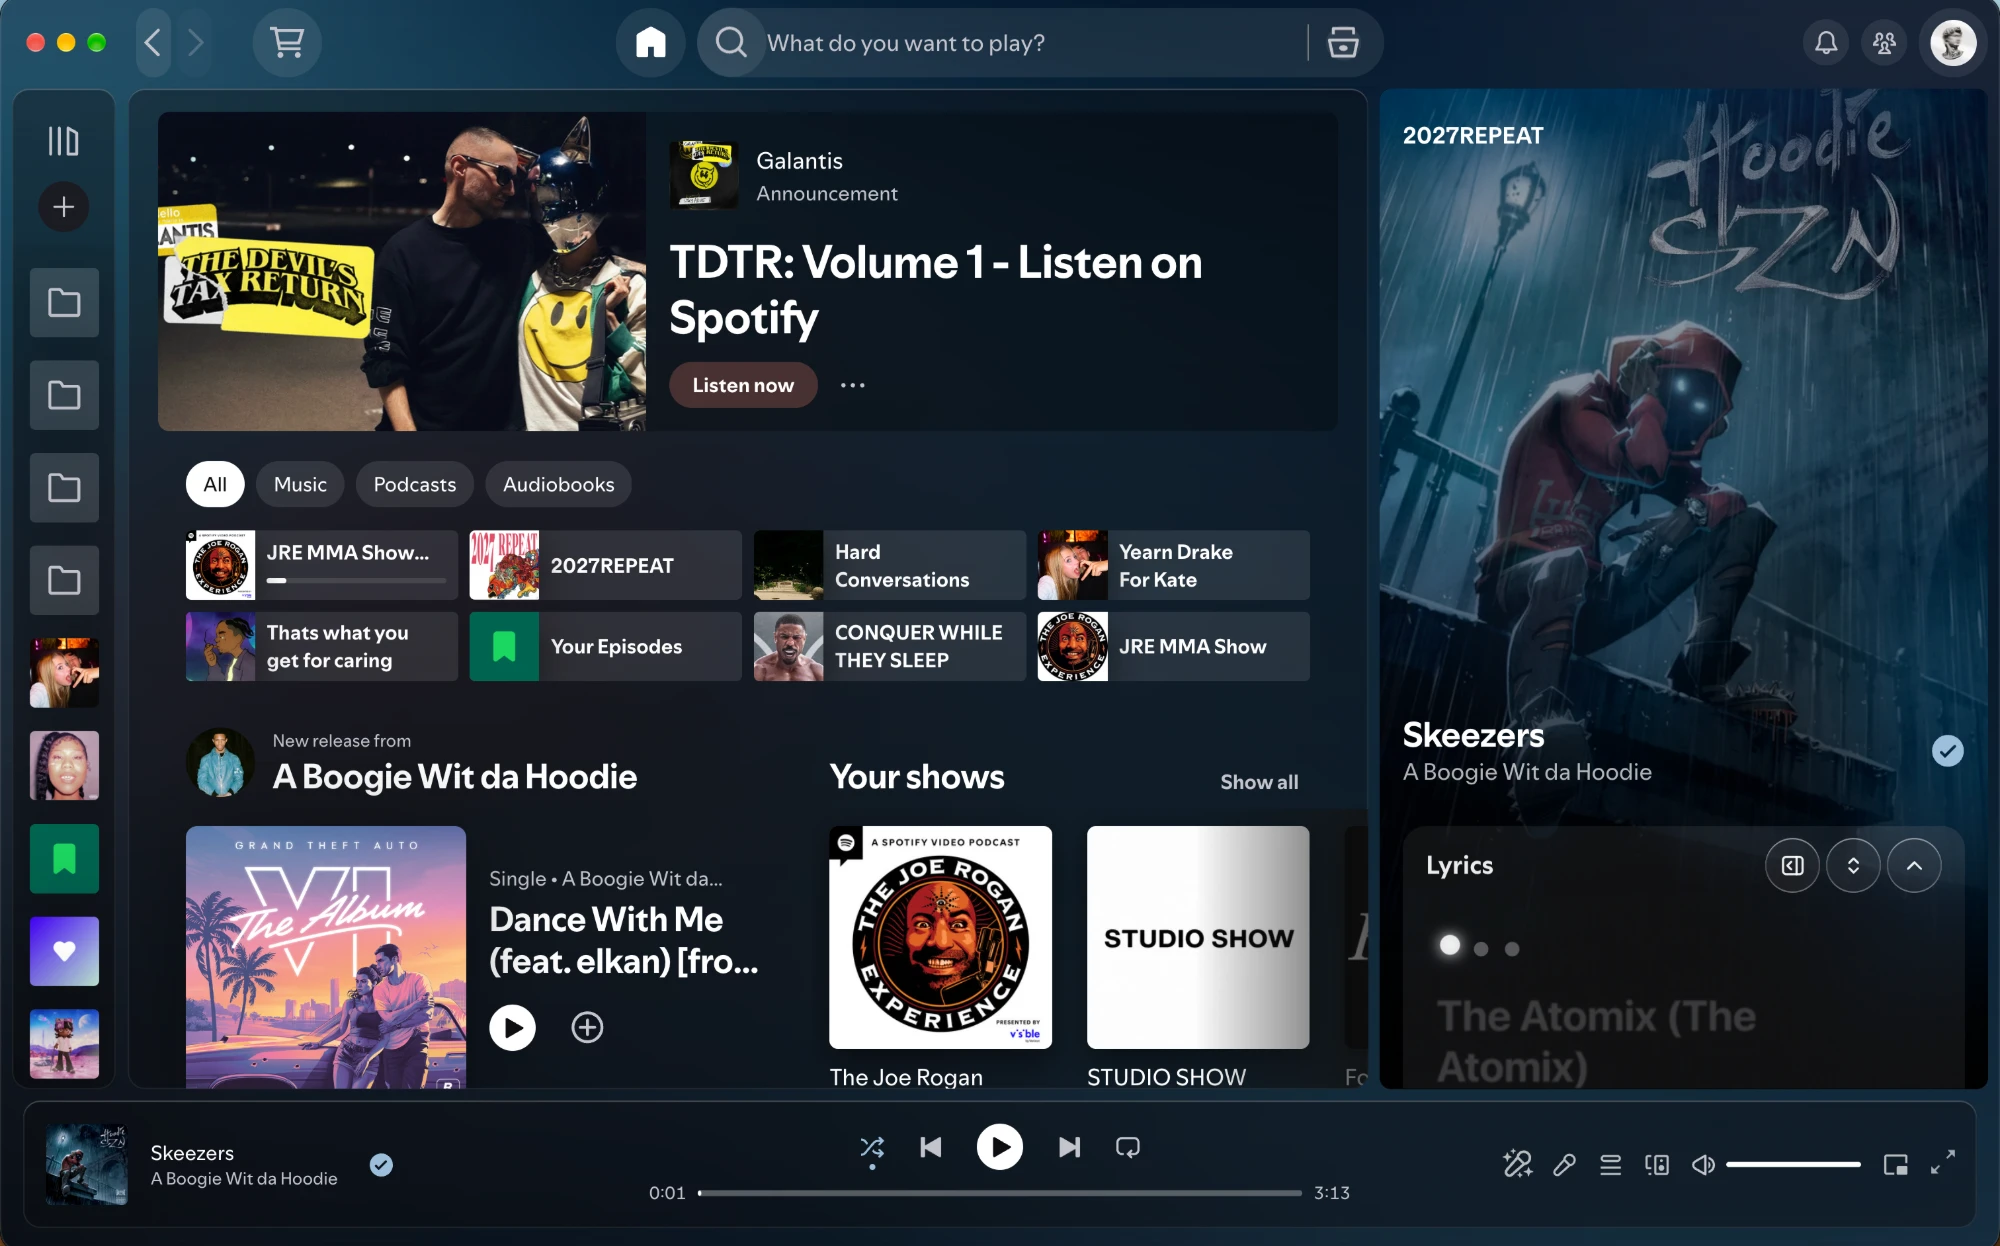 What do you want to play?
THE DEVIL'S
TAX RETURN
Galantis
Announcement
TDTR: Volume 1 - Listen on
Spotify
Listen now
All
Music
Podcasts
Audiobooks
JRE MMA Show...
2027REPEAT
Hard
Conversations
Yearn Drake
For Kate
Thats what you
get for caring
Your Episodes
CONQUER WHILE
THEY SLEEP
JRE MMA Show
New release from
A Boogie Wit da Hoodie
GRAND THEFT AUTO
VI
The Album
Single • A Boogie Wit da...
Dance With Me
(feat. elkan) [fro...
Your shows
Show all
A SPOTIFY VIDEO PODCAST
THE JOE ROGAN
EXPERIENCE
PRESENTED BY
visible
The Joe Rogan
STUDIO SHOW
STUDIO SHOW
Fo
2027REPEAT
Hoodie
SZN
Skeezers
A Boogie Wit da Hoodie
Lyrics
The Atomix (The
Atomix)
Skeezers
A Boogie Wit da Hoodie
0:01
3:13